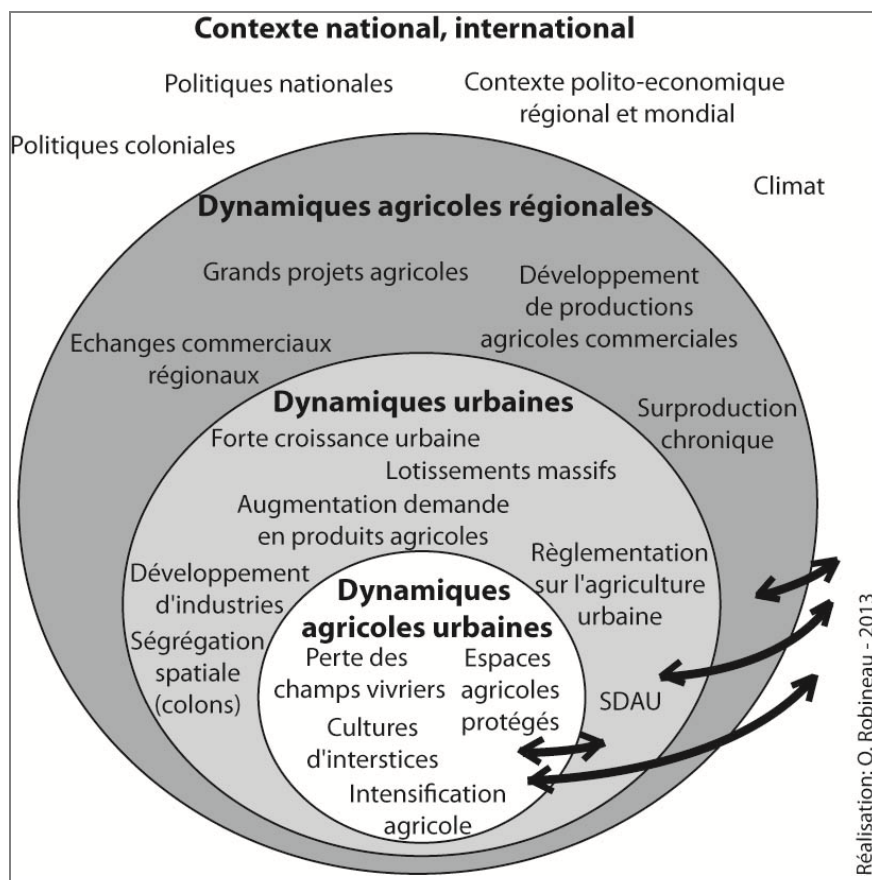 Contexte national, international
Politiques nationales
Contexte polito-economique
régional et mondial
Politiques coloniales
Climat
Dynamiques agricoles régionales
Grands projets agricoles
Développement
de productions
agricoles commerciales
Echanges commerciaux
régionaux
Surproduction
chronique
Dynamiques urbaines
Forte croissance urbaine
Lotissements massifs
Augmentation demande
en produits agricoles
Développement
d'industries
Règlementation
sur l'agriculture
urbaine
Ségrégation
spatiale
(colons)
SDAU
Dynamiques
agricoles urbaines
Perte des
champs vivriers
Espaces
agricoles
protégés
Cultures
d'interstices
Intensification
agricole
Réalisation: O. Robineau - 2013